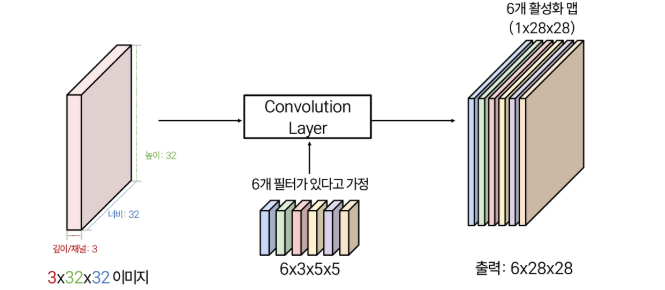 6개 활성화 맵
(1x28x28)
Convolution
Layer
높이: 32
6개 필터가 있다고 가정
너비: 32
깊이/채널: 3
3x32x32 이미지
6x3x5x5
출력: 6x28x28